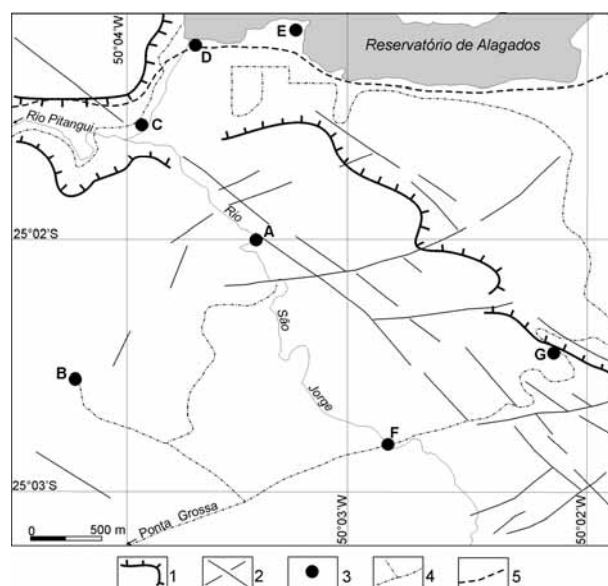 50°04'W
E
D
Reservatório de Alagados
C
Rio Pitangui
Rio
25°02'S
A
São
G
B
Jorge
F
25°03'S
Ponta Grossa
50°03'W
50°02'W
0 500 m
1 2 3 4 5